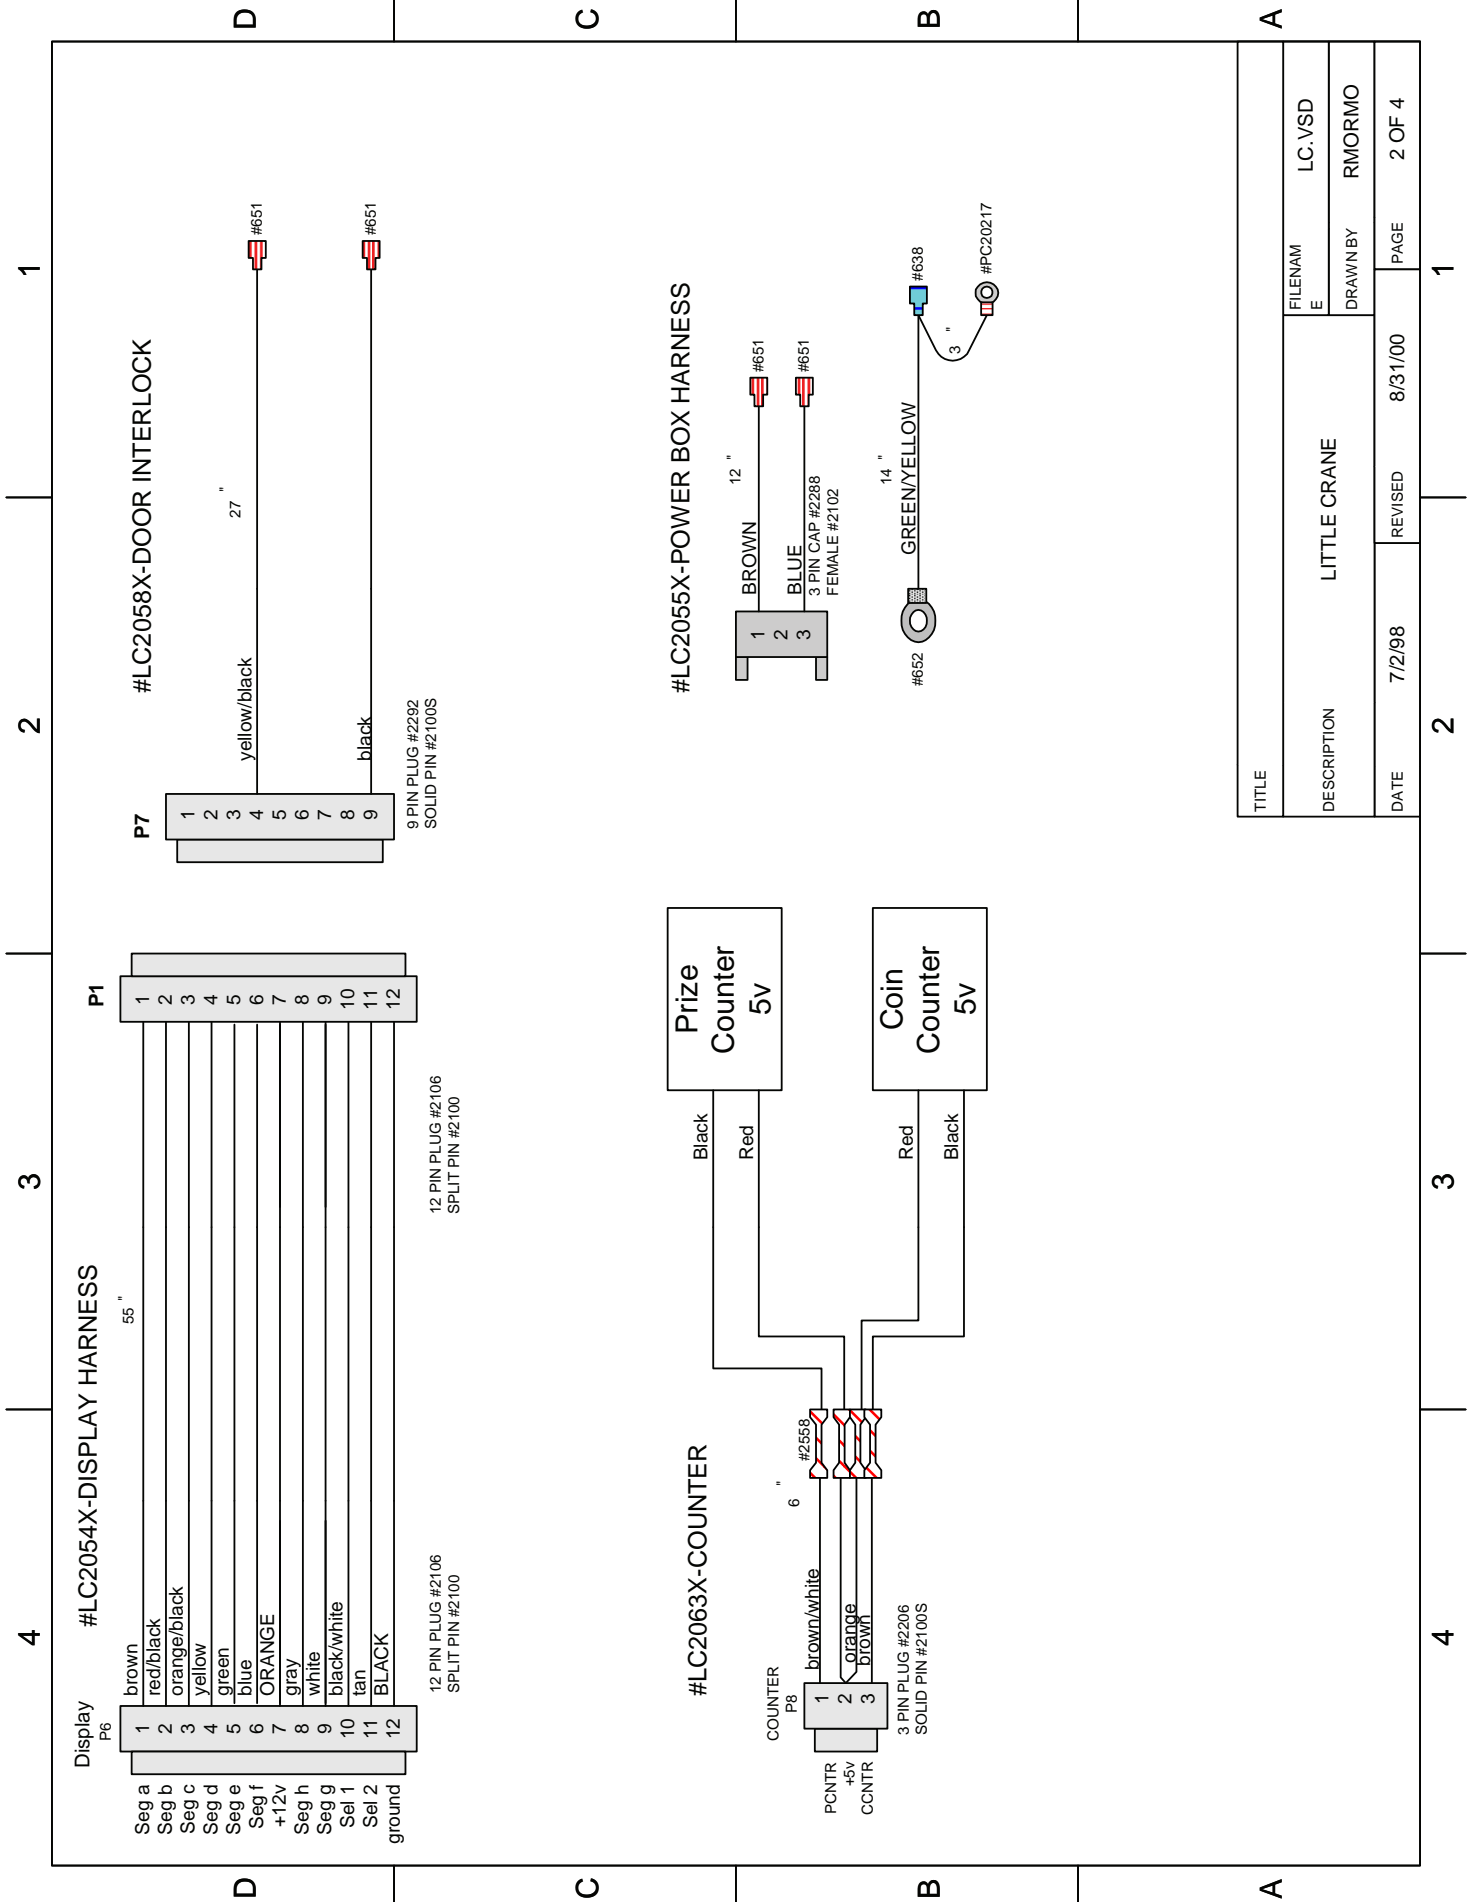 4
3
2
1
D
C
B
A
#LC2054X-DISPLAY HARNESS
Display
P6
55 "
P1
Seg a 1 brown 1
Seg b 2 red/black 2
Seg c 3 orange/black 3
Seg d 4 yellow 4
Seg e 5 green 5
Seg f 6 blue 6
+12v 7 ORANGE 7
Seg h 8 gray 8
Seg g 9 white 9
Sel 1 10 black/white 10
Sel 2 11 tan 11
ground 12 BLACK 12
12 PIN PLUG #2106
SPLIT PIN #2100
12 PIN PLUG #2106
SPLIT PIN #2100
#LC2058X-DOOR INTERLOCK
P7
27 "
1
2
3
4 yellow/black #651
5
6
7
8
9 black #651
9 PIN PLUG #2292
SOLID PIN #2100S
#LC2063X-COUNTER
COUNTER
P8
6 "
#2558
PCNTR 1 brown/white
+5v 2 orange
CCNTR 3 brown
3 PIN PLUG #2206
SOLID PIN #2100S
Black
Red
Prize
Counter
5v
Red
Black
Coin
Counter
5v
#LC2055X-POWER BOX HARNESS
12 "
1 BROWN #651
2
3 BLUE #651
3 PIN CAP #2288
FEMALE #2102
14 "
#652 GREEN/YELLOW #638
3 "
#PC20217
TITLE
DESCRIPTION
LITTLE CRANE
FILENAM
E
LC.VSD
DRAWN BY
RMORMO
DATE
7/2/98
REVISED
8/31/00
PAGE
2 OF 4
4
3
2
1
D
C
B
A